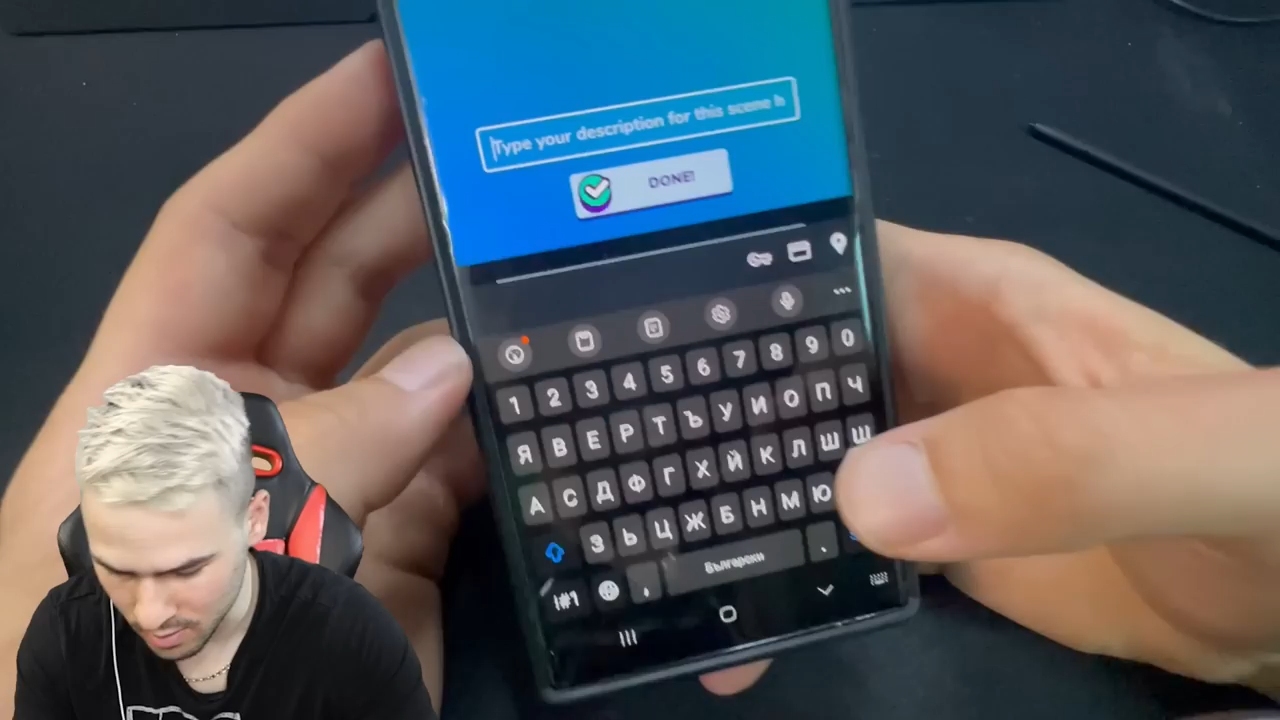 Type your description for this scene h
DONE!
1 2 3 4 5 6 7 8 9 0
Я В Е Р Т Ъ У И О П Ч
А С Д Ф Г Х Й К Л Ш Щ
З Ь Ц Ж Б Н М Ю
!#1 , Български .